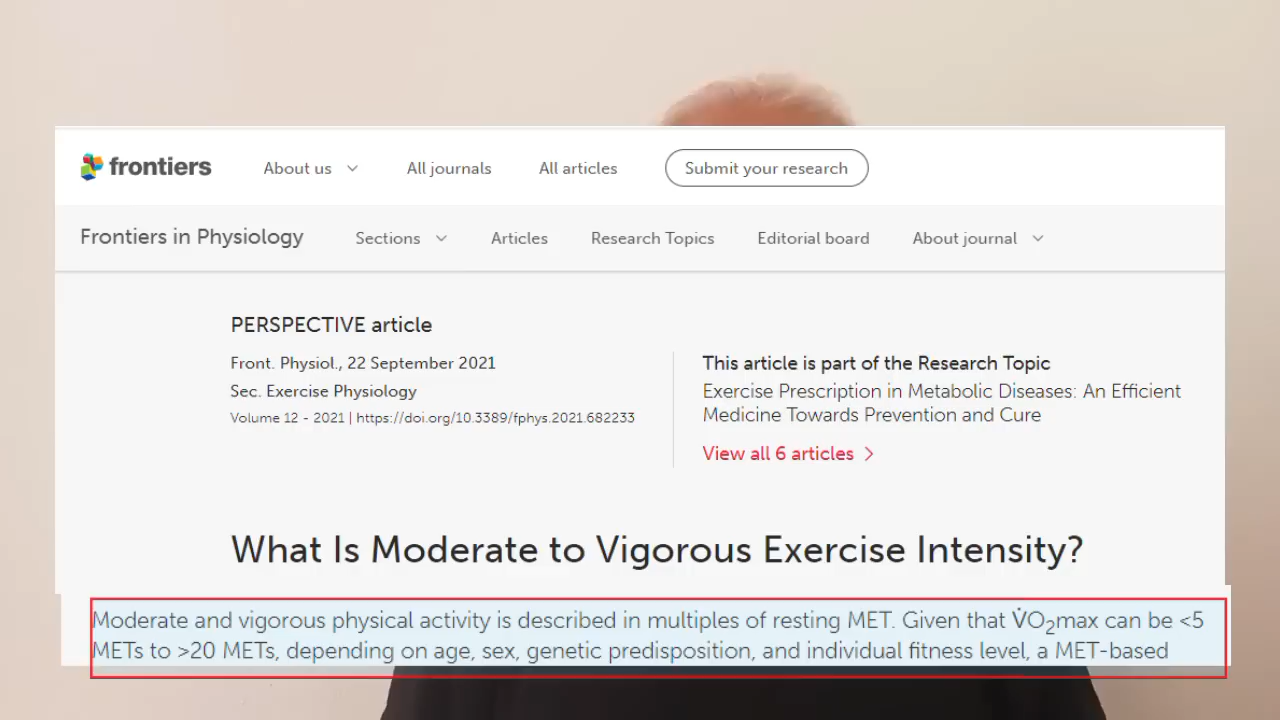 frontiers About us All journals All articles Submit your research
Frontiers in Physiology Sections Articles Research Topics Editorial board About journal
PERSPECTIVE article
Front. Physiol., 22 September 2021
Sec. Exercise Physiology
Volume 12 - 2021 | https://doi.org/10.3389/fphys.2021.682233
This article is part of the Research Topic
Exercise Prescription in Metabolic Diseases: An Efficient
Medicine Towards Prevention and Cure
View all 6 articles
What Is Moderate to Vigorous Exercise Intensity?
Moderate and vigorous physical activity is described in multiples of resting MET. Given that V̇O₂max can be <5
METs to >20 METs, depending on age, sex, genetic predisposition, and individual fitness level, a MET-based